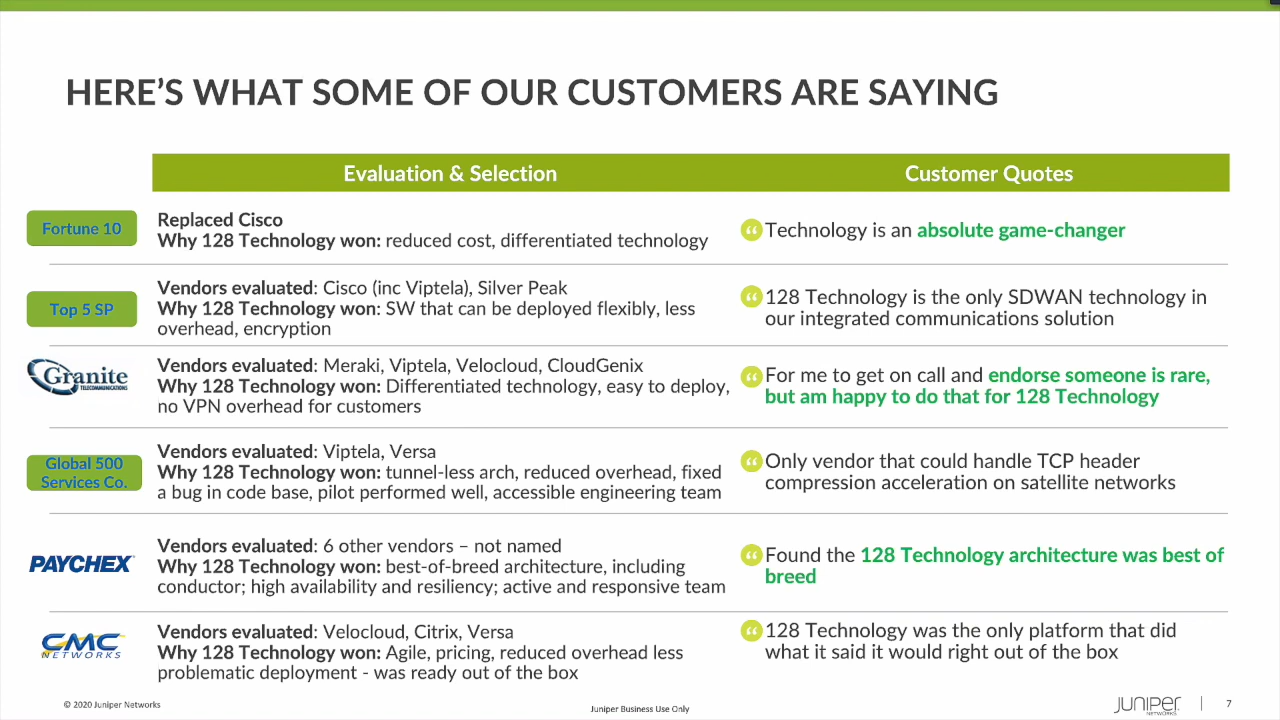 HERE'S WHAT SOME OF OUR CUSTOMERS ARE SAYING
Evaluation & Selection
Customer Quotes
Fortune 10
Replaced Cisco
Why 128 Technology won: reduced cost, differentiated technology
“ Technology is an absolute game-changer
Top 5 SP
Vendors evaluated: Cisco (inc Viptela), Silver Peak
Why 128 Technology won: SW that can be deployed flexibly, less
overhead, encryption
“ 128 Technology is the only SDWAN technology in
our integrated communications solution
Granite
TELECOMMUNICATIONS
Vendors evaluated: Meraki, Viptela, Velocloud, CloudGenix
Why 128 Technology won: Differentiated technology, easy to deploy,
no VPN overhead for customers
“ For me to get on call and endorse someone is rare,
but am happy to do that for 128 Technology
Global 500
Services Co.
Vendors evaluated: Viptela, Versa
Why 128 Technology won: tunnel-less arch, reduced overhead, fixed
a bug in code base, pilot performed well, accessible engineering team
“ Only vendor that could handle TCP header
compression acceleration on satellite networks
PAYCHEX
Vendors evaluated: 6 other vendors – not named
Why 128 Technology won: best-of-breed architecture, including
conductor; high availability and resiliency; active and responsive team
“ Found the 128 Technology architecture was best of
breed
CMC
NETWORKS
Vendors evaluated: Velocloud, Citrix, Versa
Why 128 Technology won: Agile, pricing, reduced overhead less
problematic deployment - was ready out of the box
“ 128 Technology was the only platform that did
what it said it would right out of the box
© 2020 Juniper Networks
Juniper Business Use Only
JUNIPER
NETWORKS
7